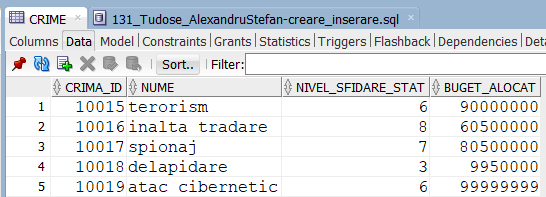 CRIME 131_Tudose_AlexandruStefan-creare_inserare.sql
Columns Data Model Constraints Grants Statistics Triggers Flashback Dependencies
Sort.. Filter:
CRIMA_ID NUME NIVEL_SFIDARE_STAT BUGET_ALOCAT
1 10015 terorism 6 90000000
2 10016 inalta tradare 8 60500000
3 10017 spionaj 7 80500000
4 10018 delapidare 3 9950000
5 10019 atac cibernetic 6 99999999